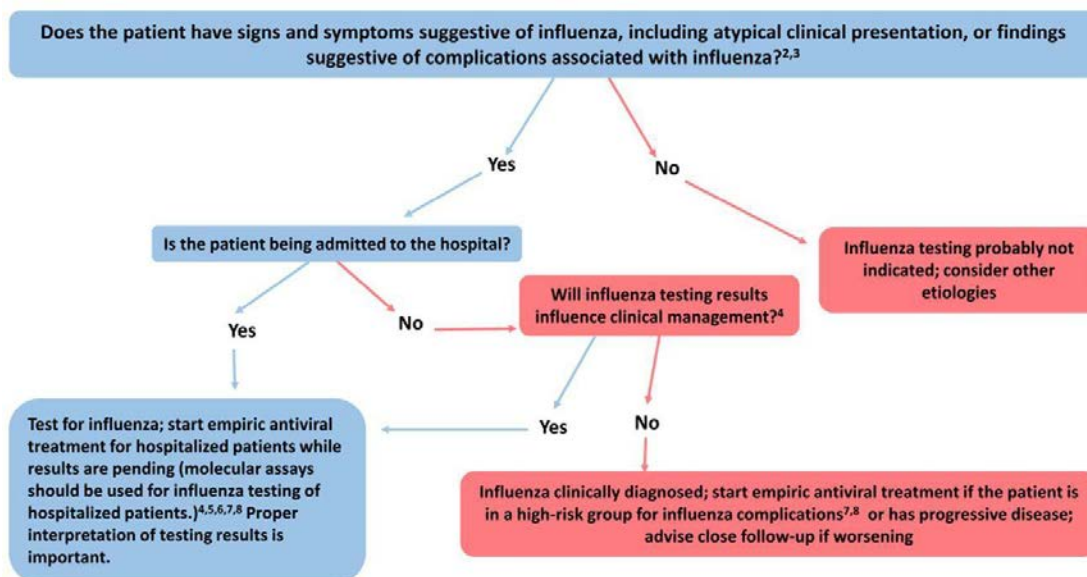 Does the patient have signs and symptoms suggestive of influenza, including atypical clinical presentation, or findings
suggestive of complications associated with influenza?2,3
Yes
No
Is the patient being admitted to the hospital?
Influenza testing probably not
indicated; consider other
etiologies
Will influenza testing results
influence clinical management?4
Yes
No
Yes
No
Test for influenza; start empiric antiviral
treatment for hospitalized patients while
results are pending (molecular assays
should be used for influenza testing of
hospitalized patients.)4,5,6,7,8 Proper
interpretation of testing results is
important.
Influenza clinically diagnosed; start empiric antiviral treatment if the patient is
in a high-risk group for influenza complications7,8 or has progressive disease;
advise close follow-up if worsening